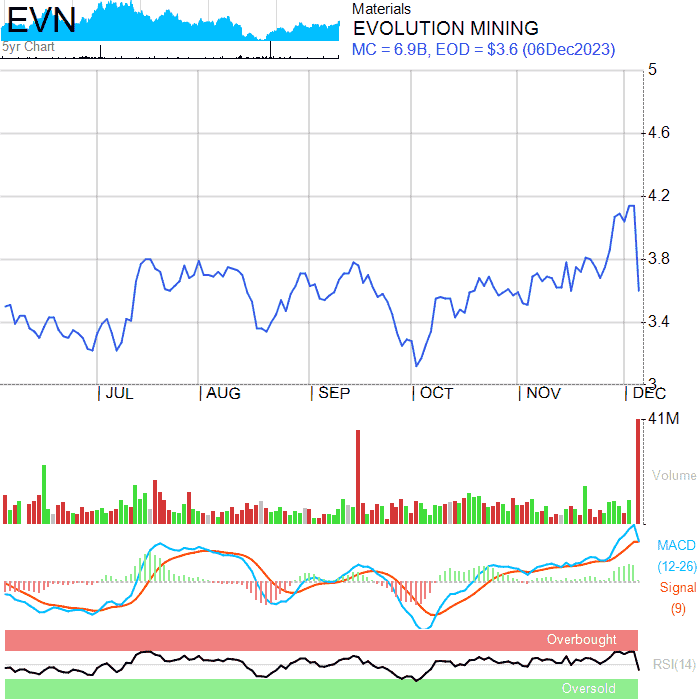 EVN
5yr Chart
Materials
EVOLUTION MINING
MC = 6.9B, EOD = $3.6 (06Dec2023)
5
4.6
4.2
3.8
3.4
3
| JUL | AUG | SEP | OCT | NOV | DEC
41M
Volume
MACD
(12-26)
Signal
(9)
Overbought
RSI(14)
Oversold